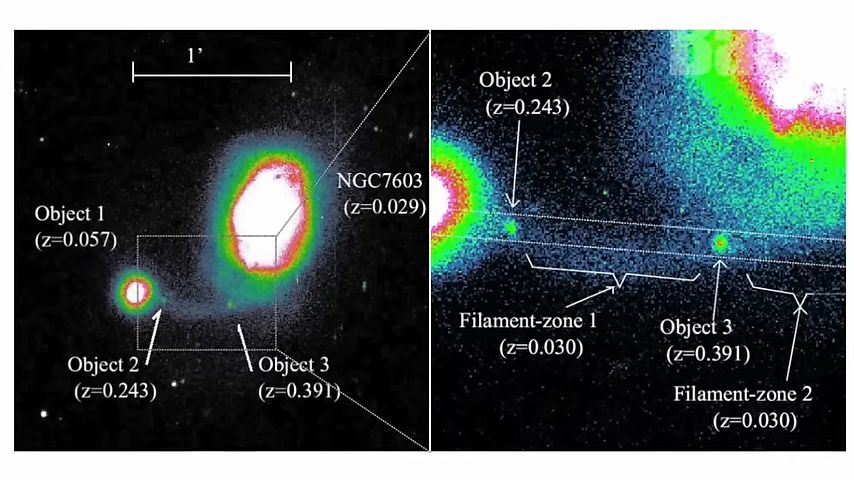 1’
NGC7603
(z=0.029)
Object 1
(z=0.057)
Object 2
(z=0.243)
Object 3
(z=0.391)
Object 2
(z=0.243)
Filament-zone 1
(z=0.030)
Object 3
(z=0.391)
Filament-zone 2
(z=0.030)